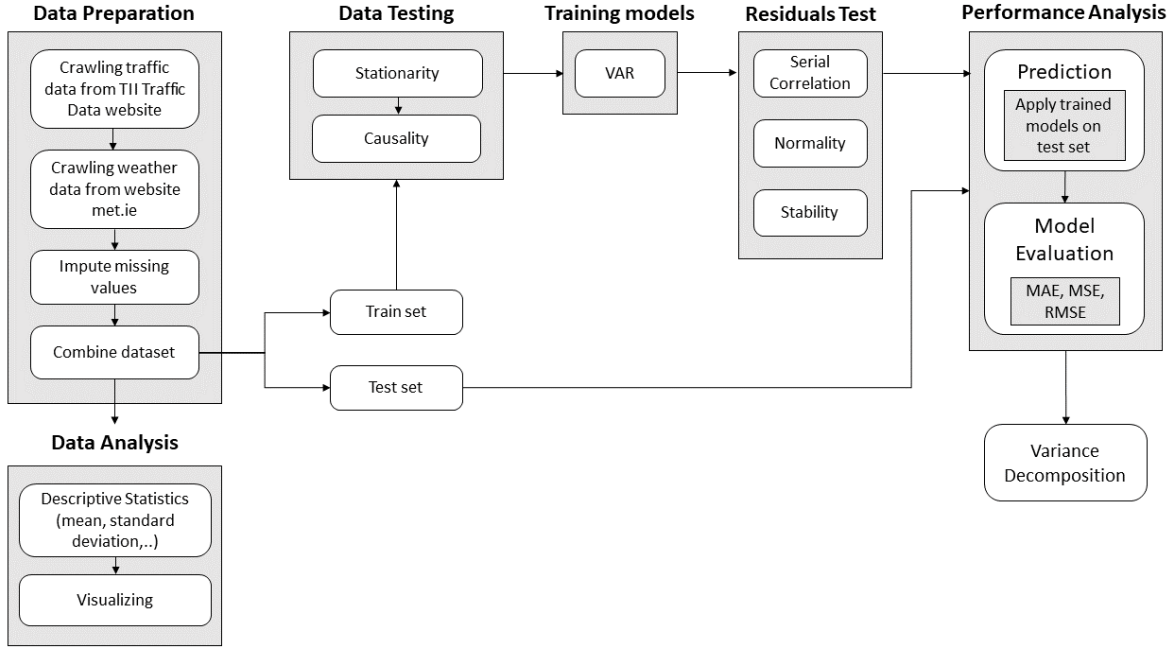 Data Preparation
Crawling traffic
data from TII Traffic
Data website
Crawling weather
data from website
met.ie
Impute missing
values
Combine dataset
Data Analysis
Descriptive Statistics
(mean, standard
deviation,..)
Visualizing
Data Testing
Stationarity
Causality
Train set
Test set
Training models
VAR
Residuals Test
Serial
Correlation
Normality
Stability
Performance Analysis
Prediction
Apply trained
models on
test set
Model
Evaluation
MAE, MSE,
RMSE
Variance
Decomposition